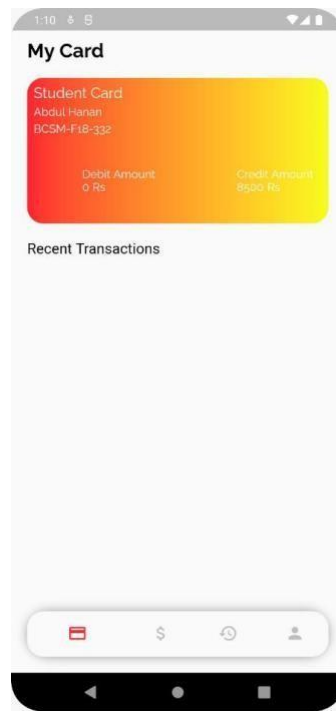 1:10
My Card
Student Card
Abdul Hanan
BCSM-F18-332
Debit Amount
0 Rs
Credit Amount
8500 Rs
Recent Transactions